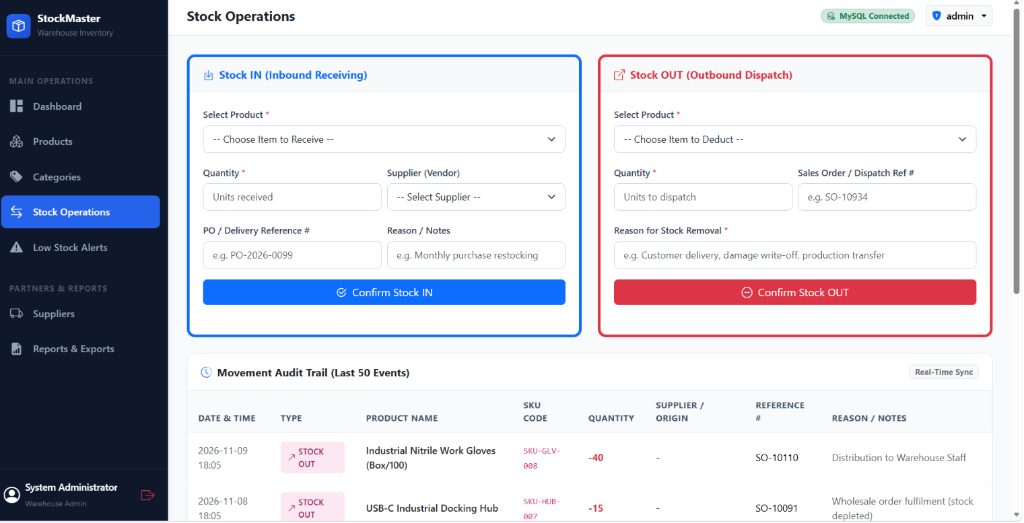 StockMaster
Warehouse Inventory
MAIN OPERATIONS
Dashboard
Products
Categories
Stock Operations
Low Stock Alerts
PARTNERS & REPORTS
Suppliers
Reports & Exports
System Administrator
Warehouse Admin
Stock Operations
MySQL Connected
admin
Stock IN (Inbound Receiving)
Select Product *
-- Choose Item to Receive --
Quantity *
Supplier (Vendor)
Units received
-- Select Supplier --
PO / Delivery Reference #
Reason / Notes
e.g. PO-2026-0099
e.g. Monthly purchase restocking
Confirm Stock IN
Stock OUT (Outbound Dispatch)
Select Product *
-- Choose Item to Deduct --
Quantity *
Sales Order / Dispatch Ref #
Units to dispatch
e.g. SO-10934
Reason for Stock Removal *
e.g. Customer delivery, damage write-off, production transfer
Confirm Stock OUT
Movement Audit Trail (Last 50 Events)
Real-Time Sync
DATE & TIME
TYPE
PRODUCT NAME
SKU
CODE
QUANTITY
SUPPLIER /
ORIGIN
REFERENCE
#
REASON / NOTES
2026-11-09
18:05
STOCK
OUT
Industrial Nitrile Work Gloves
(Box/100)
SKU-GLV-
008
-40
-
SO-10110
Distribution to Warehouse Staff
2026-11-08
18:05
STOCK
OUT
USB-C Industrial Docking Hub
SKU-HUB-
007
-15
-
SO-10091
Wholesale order fulfilment (stock
depleted)